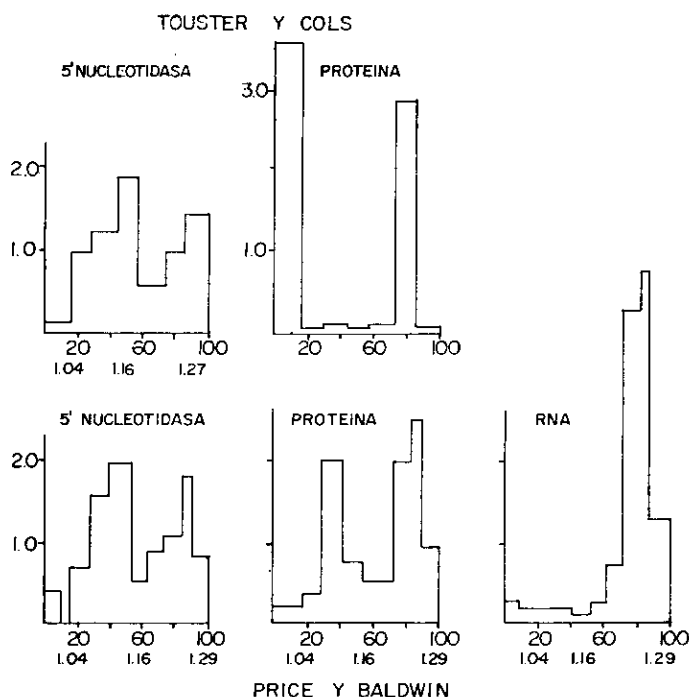 TOUSTER Y COLS
5'NUCLEOTIDASA
PROTEINA
2.0
1.0
20 60 100
1.04 1.16 1.27
3.0
1.0
20 60 100
5' NUCLEOTIDASA
PROTEINA
RNA
2.0
1.0
20 60 100
1.04 1.16 1.29
20 60 100
1.04 1.16 1.29
20 60 100
1.04 1.16 1.29
PRICE Y BALDWIN